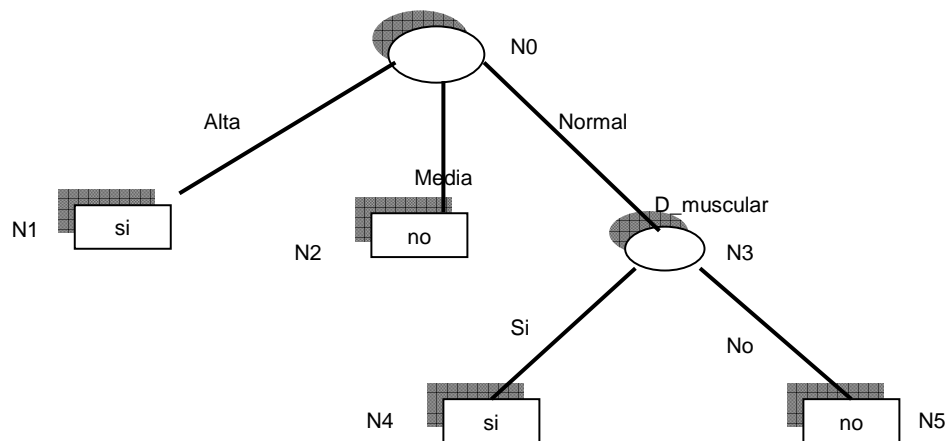 N0
Alta
Normal
Media
D_muscular
N1
si
N2
no
N3
Si
No
N4
si
no
N5